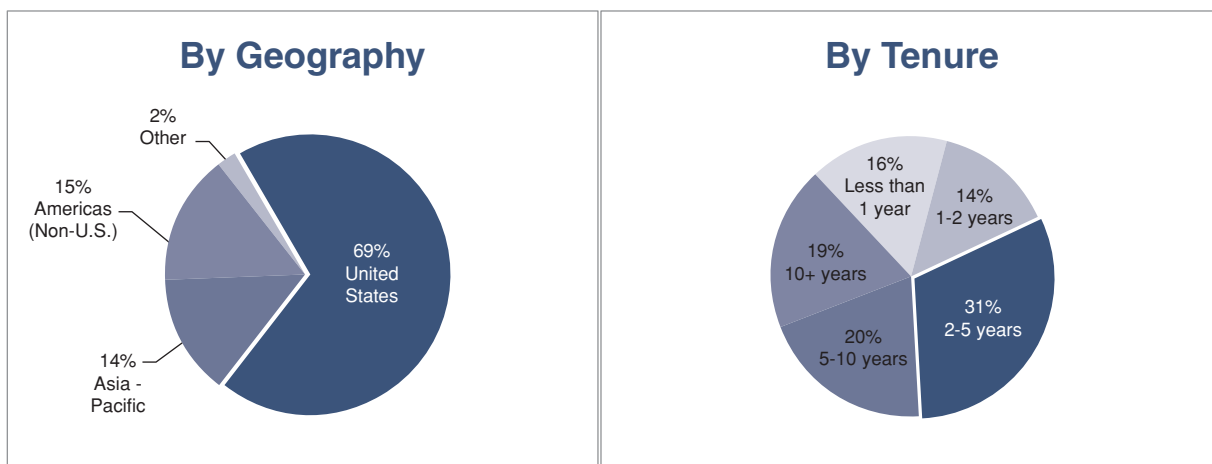 By Geography
2%
Other
15%
Americas
(Non-U.S.)
69%
United
States
14%
Asia -
Pacific
By Tenure
16%
Less than
1 year
14%
1-2 years
19%
10+ years
31%
2-5 years
20%
5-10 years